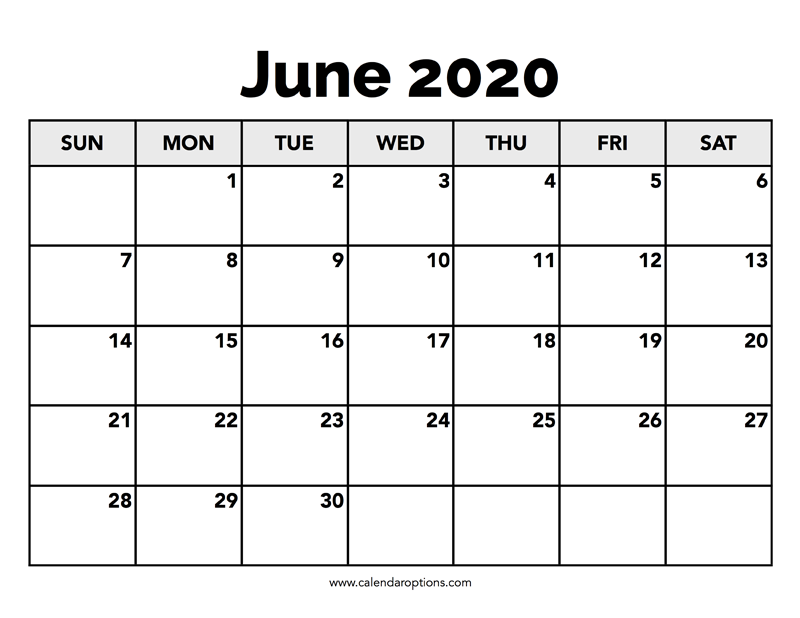 June 2020
SUN MON TUE WED THU FRI SAT
1 2 3 4 5 6
7 8 9 10 11 12 13
14 15 16 17 18 19 20
21 22 23 24 25 26 27
28 29 30
www.calendaroptions.com